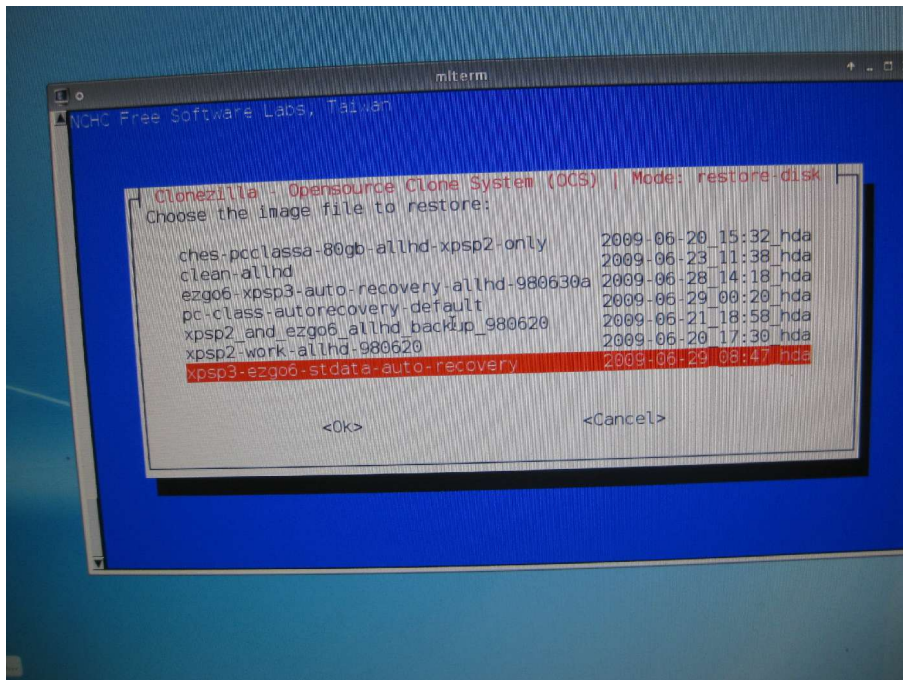 mlterm
NCHC Free Software Labs, Taiwan
Clonezilla - Opensource Clone System (OCS) | Mode: restore-disk
Choose the image file to restore:
ches-pcclassa-80gb-allhd-xpsp2-only 2009-06-20_15:32_hda
clean-allhd 2009-06-23_11:38_hda
ezgo6-xpsp3-auto-recovery-allhd-980630a 2009-06-28_14:18_hda
pc-class-autorecovery-default 2009-06-29_00:20_hda
xpsp2_and_ezgo6_allhd_backup_980620 2009-06-21_18:58_hda
xpsp2-work-allhd-980620 2009-06-20_17:30_hda
xpsp3-ezgo6-stdata-auto-recovery 2009-06-29_08:47_hda
<Ok> <Cancel>